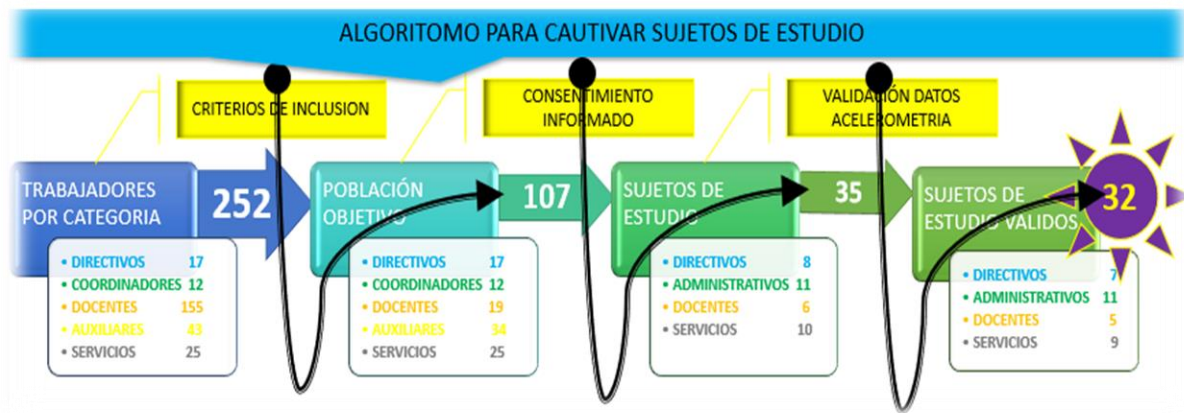 ALGORITOMO PARA CAUTIVAR SUJETOS DE ESTUDIO
CRITERIOS DE INCLUSION
CONSENTIMIENTO
INFORMADO
VALIDACIÓN DATOS
ACELEROMETRIA
TRABAJADORES
POR CATEGORIA
252
POBLACIÓN
OBJETIVO
107
SUJETOS DE
ESTUDIO
35
SUJETOS DE
ESTUDIO VALIDOS
32
• DIRECTIVOS 17
• COORDINADORES 12
• DOCENTES 155
• AUXILIARES 43
• SERVICIOS 25
• DIRECTIVOS 17
• COORDINADORES 12
• DOCENTES 19
• AUXILIARES 34
• SERVICIOS 25
• DIRECTIVOS 8
• ADMINISTRATIVOS 11
• DOCENTES 6
• SERVICIOS 10
• DIRECTIVOS 7
• ADMINISTRATIVOS 11
• DOCENTES 5
• SERVICIOS 9